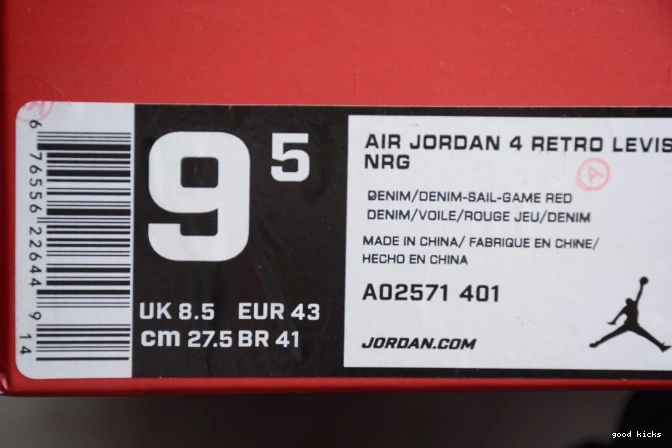 6 76556 22644 9 14
9 5
UK 8.5 EUR 43
cm 27.5 BR 41
AIR JORDAN 4 RETRO LEVIS
NRG
DENIM/DENIM-SAIL-GAME RED
DENIM/VOILE/ROUGE JEU/DENIM
MADE IN CHINA/ FABRIQUE EN CHINE/
HECHO EN CHINA
AO2571 401
JORDAN.COM
A
good kicks